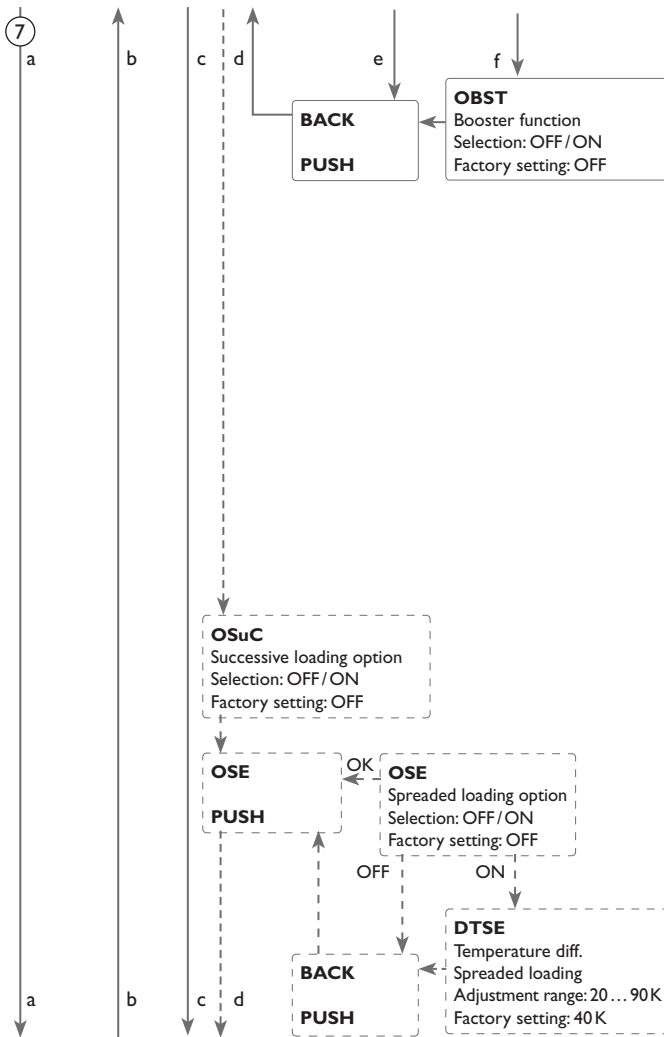 7
a
b
c
d
e
f
BACK
PUSH
OBST
Booster function
Selection: OFF / ON
Factory setting: OFF
OSuC
Successive loading option
Selection: OFF / ON
Factory setting: OFF
OSE
PUSH
OK
OSE
Spreaded loading option
Selection: OFF / ON
Factory setting: OFF
OFF
ON
BACK
PUSH
DTSE
Temperature diff.
Spreaded loading
Adjustment range: 20 ... 90 K
Factory setting: 40 K
a
b
c
d